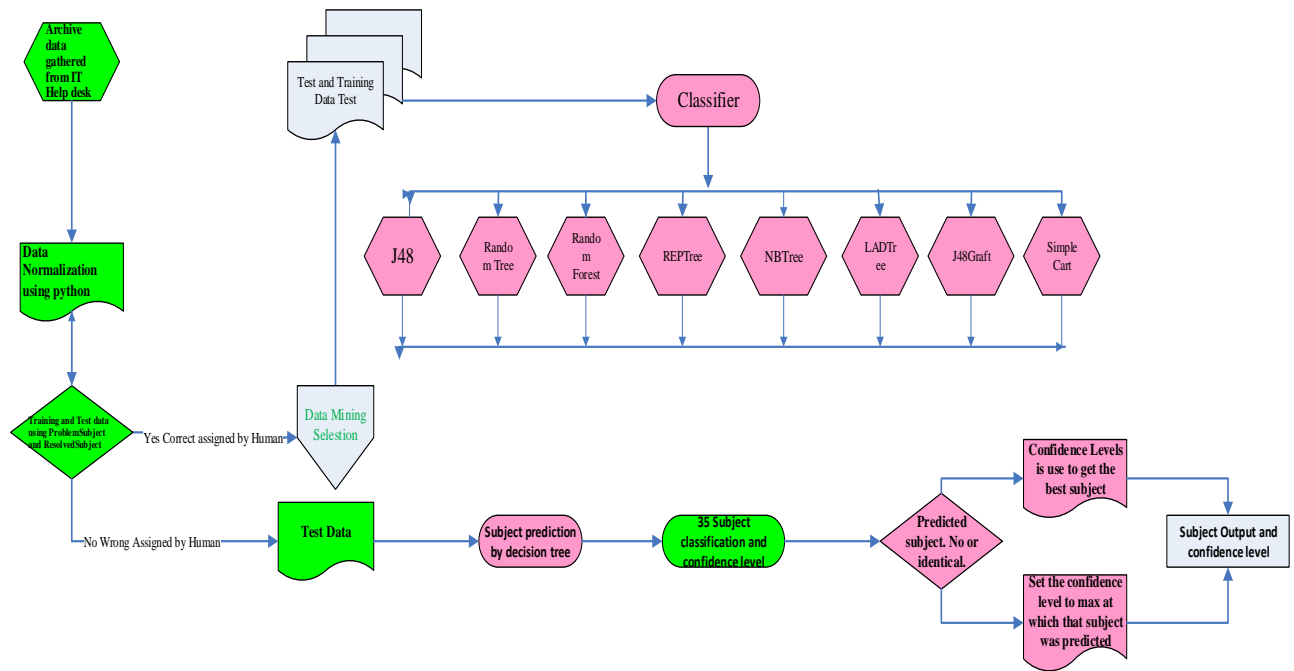 Archive
data
gathered
from IT
Help desk
Test and Training
Data Test
Classifier
Data
Normalization
using python
J48
Rando
m Tree
Rando
m
Forest
REPTree
NBTree
LADTr
ee
J48Graft
Simple
Cart
Training and Test data
using ProblemSubject
and ResolvedSubject
Yes Correct assigned by Human
Data Mining
Selestion
No Wrong Assigned by Human
Test Data
Subject prediction
by decision tree
35 Subject
classification and
confidence level
Predicted
subject. No or
identical.
Confidence Levels
is use to get the
best subject
Set the confidence
level to max at
which that subject
was predicted
Subject Output and
confidence level